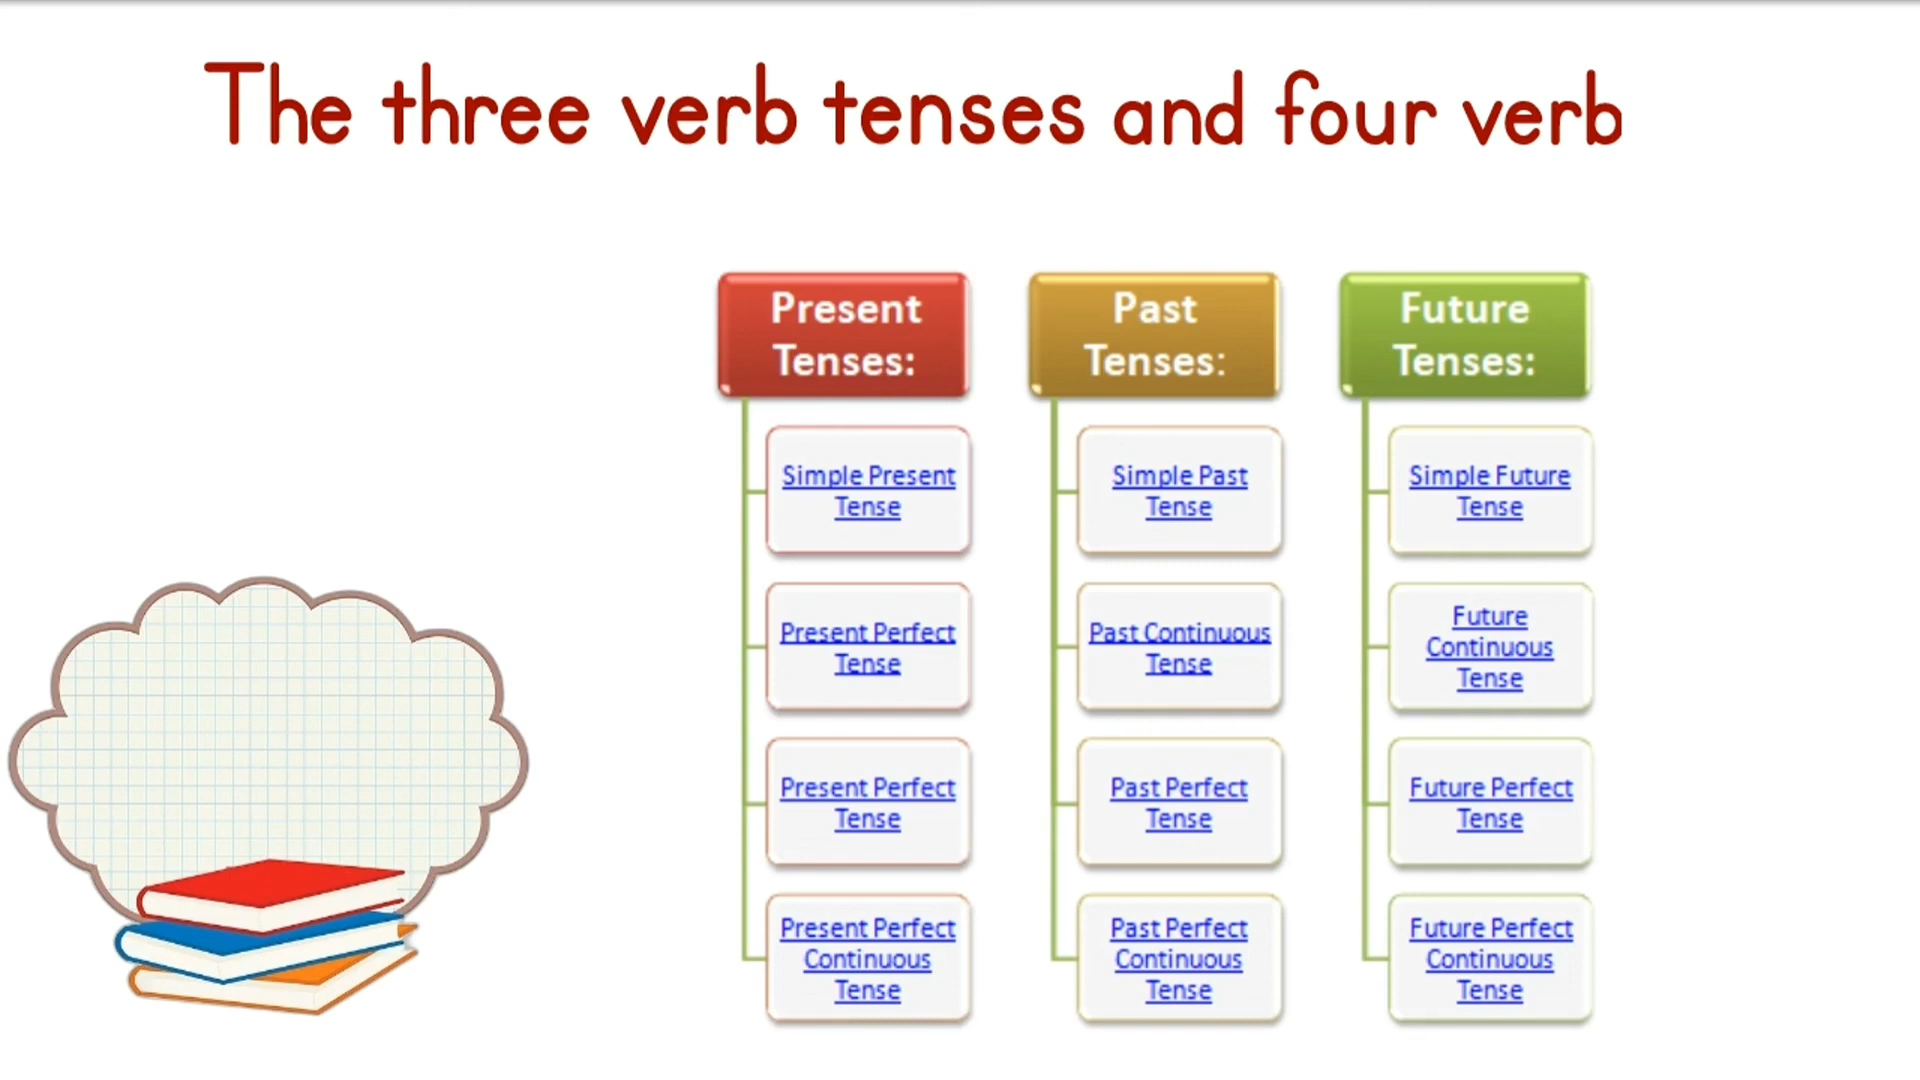 The three verb tenses and four verb
Present
Tenses:
Simple Present
Tense
Present Perfect
Tense
Present Perfect
Tense
Present Perfect
Continuous
Tense
Past
Tenses:
Simple Past
Tense
Past Continuous
Tense
Past Perfect
Tense
Past Perfect
Continuous
Tense
Future
Tenses:
Simple Future
Tense
Future
Continuous
Tense
Future Perfect
Tense
Future Perfect
Continuous
Tense